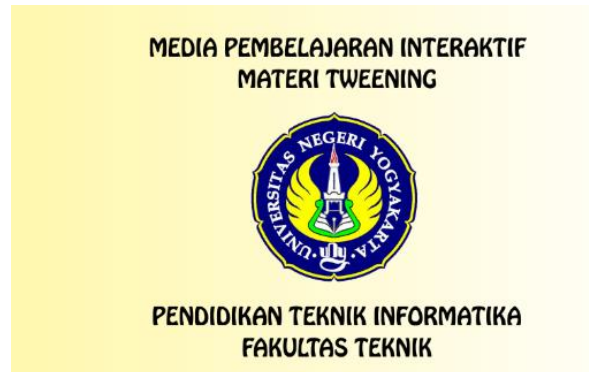 MEDIA PEMBELAJARAN INTERAKTIF
MATERI TWEENING
UNIVERSITAS NEGERI YOGYAKARTA
PENDIDIKAN TEKNIK INFORMATIKA
FAKULTAS TEKNIK